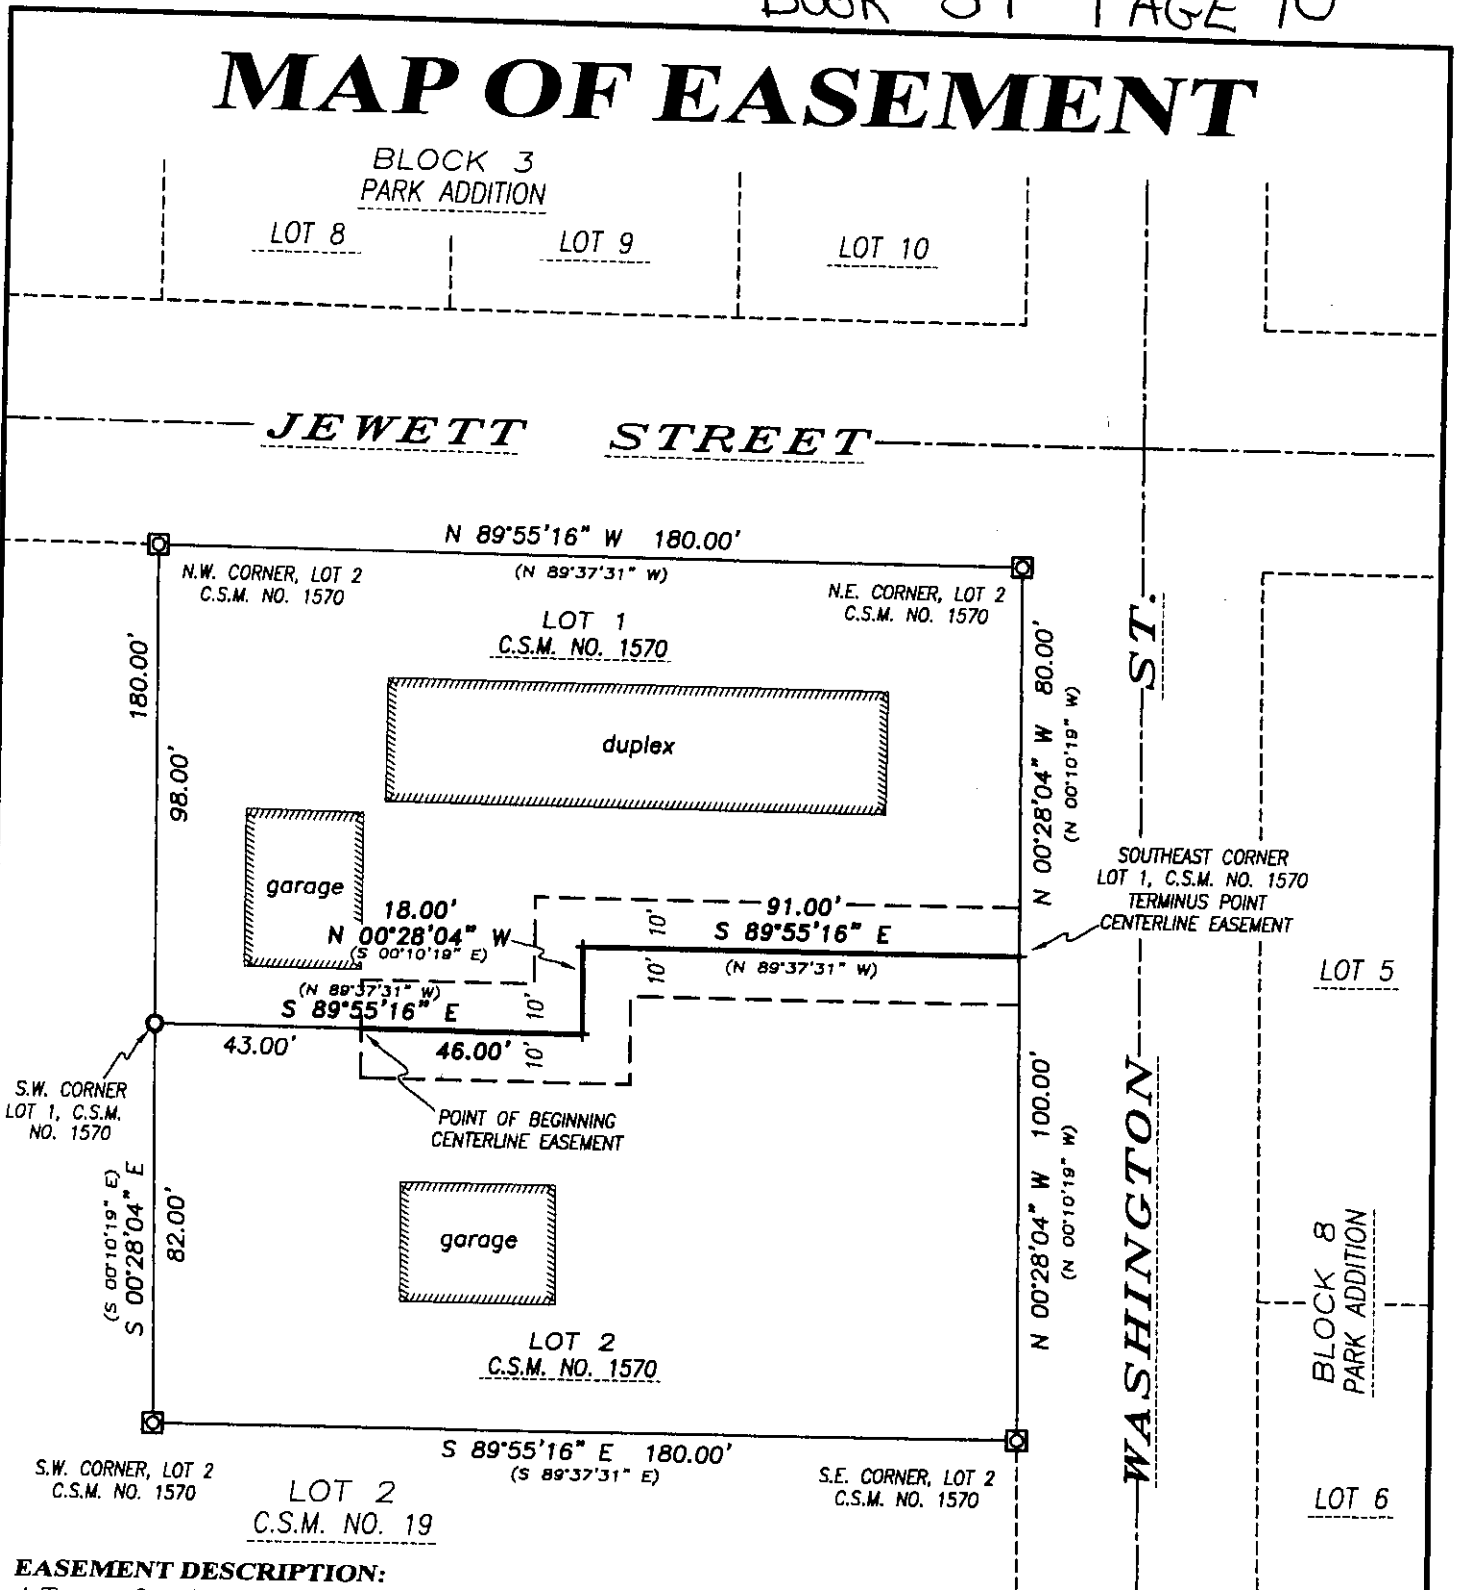 MAP OF EASEMENT
BLOCK 3
PARK ADDITION
LOT 8
LOT 9
LOT 10
JEWETT STREET
N 89°55'16" W 180.00'
(N 89°37'31" W)
N.W. CORNER, LOT 2
C.S.M. NO. 1570
N.E. CORNER, LOT 2
C.S.M. NO. 1570
LOT 1
C.S.M. NO. 1570
180.00'
98.00'
duplex
N 00°28'04" W 80.00'
(N 00°10'19" W)
WASHINGTON ST.
garage
18.00'
N 00°28'04" W
(S 00°10'19" E)
10'
91.00'
S 89°55'16" E
10'
(N 89°37'31" W)
SOUTHEAST CORNER
LOT 1, C.S.M. NO. 1570
TERMINUS POINT
CENTERLINE EASEMENT
LOT 5
(N 89°37'31" W)
S 89°55'16" E
10'
43.00'
46.00'
10'
S.W. CORNER
LOT 1, C.S.M.
NO. 1570
POINT OF BEGINNING
CENTERLINE EASEMENT
(S 00°10'19" E)
S 00°28'04" E
82.00'
N 00°28'04" W 100.00'
(N 00°10'19" W)
garage
BLOCK 8
PARK ADDITION
LOT 2
C.S.M. NO. 1570
S 89°55'16" E 180.00'
(S 89°37'31" E)
S.W. CORNER, LOT 2
C.S.M. NO. 1570
S.E. CORNER, LOT 2
C.S.M. NO. 1570
LOT 2
C.S.M. NO. 19
LOT 6
EASEMENT DESCRIPTION: